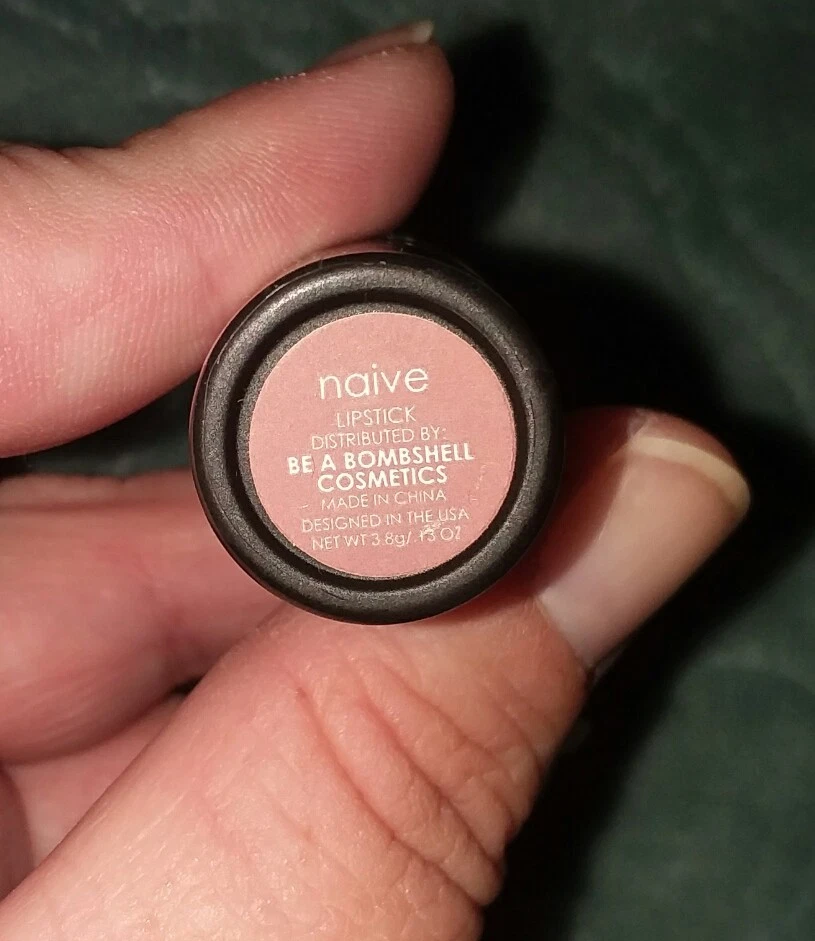 naive
LIPSTICK
DISTRIBUTED BY:
BE A BOMBSHELL
COSMETICS
MADE IN CHINA
DESIGNED IN THE USA
NET WT 3.8g/.13 OZ